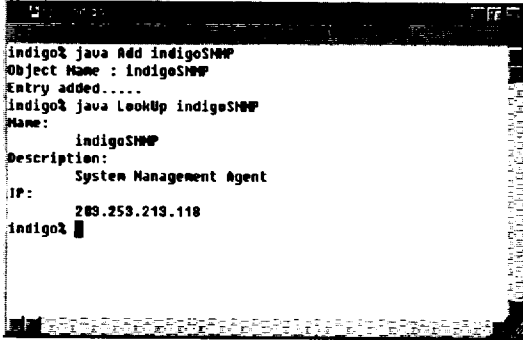 indigo% java Add indigoSNMP
Object Name : indigoSNMP
Entry added.....
indigo% java LookUp indigoSNMP
Name:
indigoSNMP
Description:
System Management Agent
IP:
203.253.213.118
indigo%